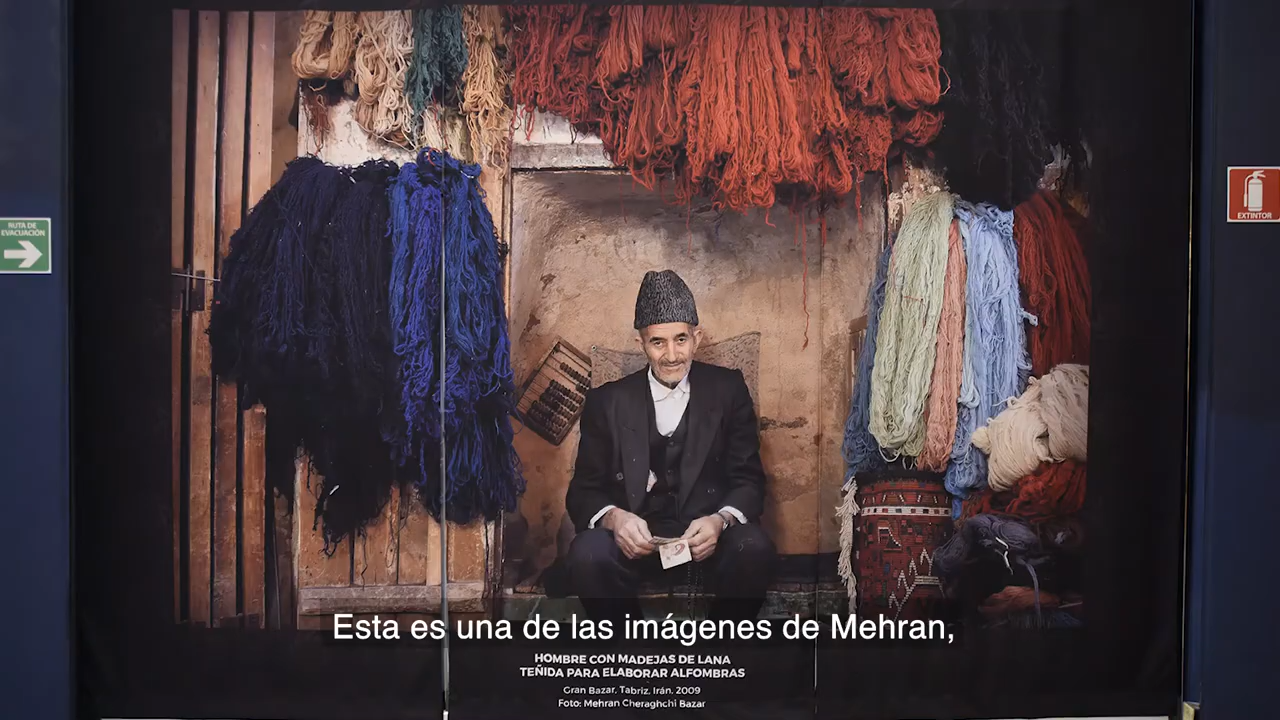 RUTA DE
EVACUACIÓN
EXTINTOR
Esta es una de las imágenes de Mehran,
HOMBRE CON MADEJAS DE LANA
TEÑIDA PARA ELABORAR ALFOMBRAS
Gran Bazar, Tabriz, Irán, 2009
Foto: Mehran Cheraghchi Bazar